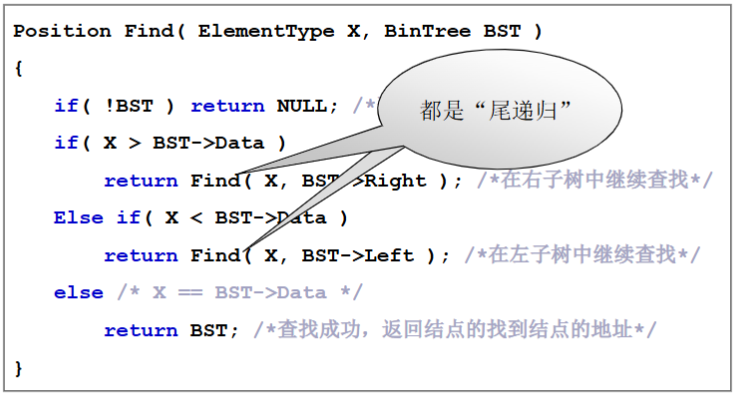 Position Find( ElementType X, BinTree BST )
{
if( !BST ) return NULL; /*
都是“尾递归”
if( X > BST->Data )
return Find( X, BST->Right ); /*在右子树中继续查找*/
Else if( X < BST->Data )
return Find( X, BST->Left ); /*在左子树中继续查找*/
else /* X == BST->Data */
return BST; /*查找成功，返回结点的找到结点的地址*/
}